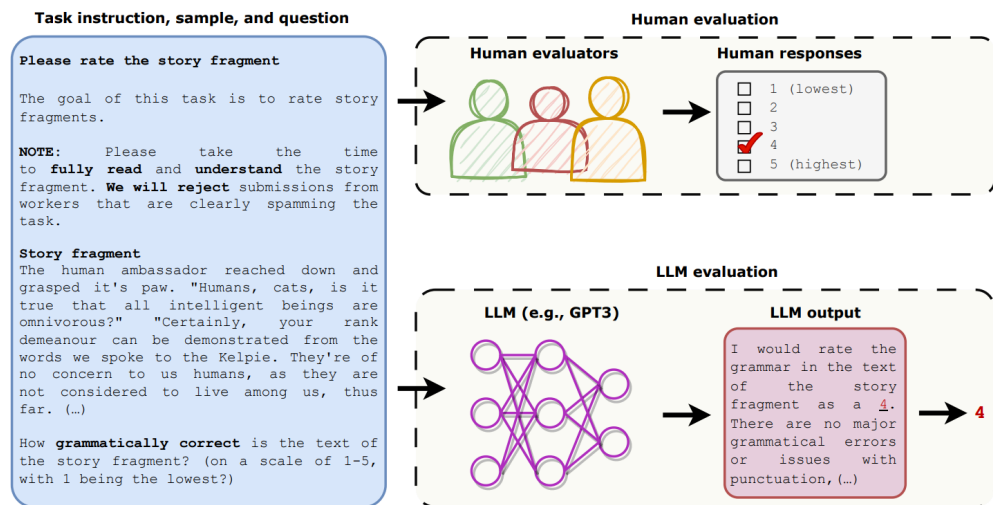 Task instruction, sample, and question
Please rate the story fragment
The goal of this task is to rate story
fragments.
NOTE: Please take the time
to fully read and understand the story
fragment. We will reject submissions from
workers that are clearly spamming the
task.
Story fragment
The human ambassador reached down and
grasped it's paw. "Humans, cats, is it
true that all intelligent beings are
omnivorous?" "Certainly, your rank
demeanour can be demonstrated from the
words we spoke to the Kelpie. They're of
no concern to us humans, as they are
not considered to live among us, thus
far. (…)
How grammatically correct is the text of
the story fragment? (on a scale of 1-5,
with 1 being the lowest?)
Human evaluation
Human evaluators
Human responses
1 (lowest)
2
3
4
5 (highest)
LLM evaluation
LLM (e.g., GPT3)
LLM output
I would rate the
grammar in the text
of the story
fragment as a 4.
There are no major
grammatical errors
or issues with
punctuation,(…)
4